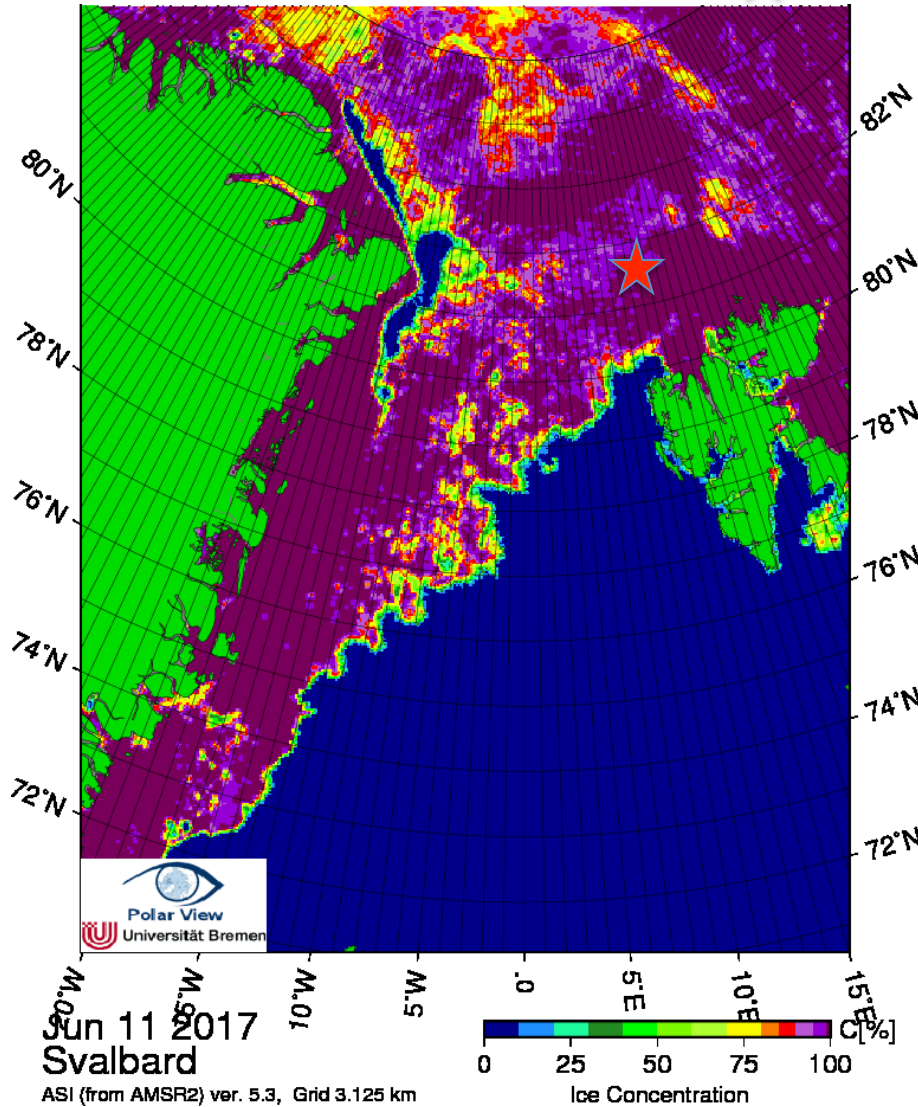 82°N
80°N
80°N
78°N
78°N
76°N
76°N
74°N
74°N
72°N
72°N
Polar View
Universität Bremen
20°W
15°W
10°W
5°W
0°
5°E
10°E
15°E
Jun 11 2017
Svalbard
ASI (from AMSR2) ver. 5.3, Grid 3.125 km
C[%]
0 25 50 75 100
Ice Concentration